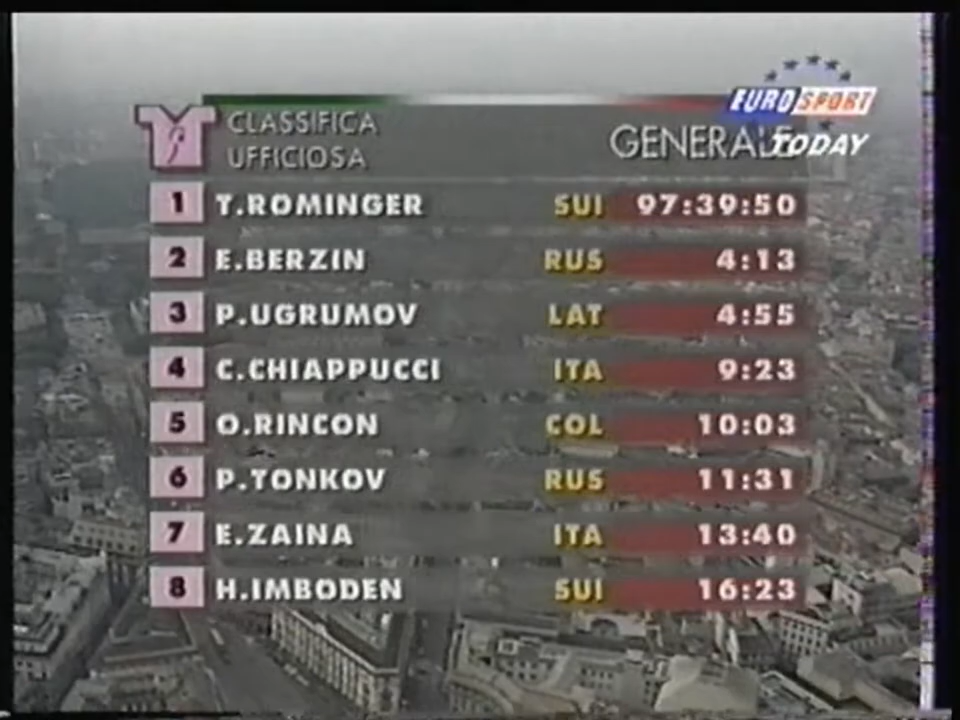 EUROSPORT
TODAY
CLASSIFICA
UFFICIOSA
GENERALE
1 T.ROMINGER SUI 97:39:50
2 E.BERZIN RUS 4:13
3 P.UGRUMOV LAT 4:55
4 C.CHIAPPUCCI ITA 9:23
5 O.RINCON COL 10:03
6 P.TONKOV RUS 11:31
7 E.ZAINA ITA 13:40
8 H.IMBODEN SUI 16:23